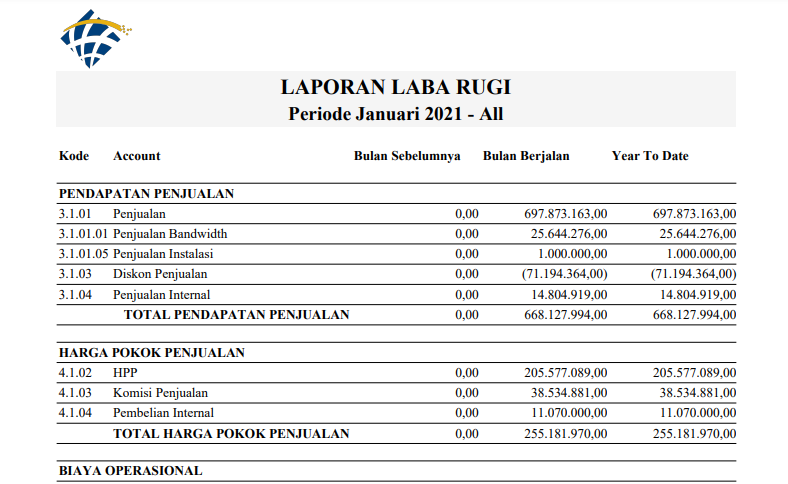 LAPORAN LABA RUGI
Periode Januari 2021 - All
Kode Account Bulan Sebelumnya Bulan Berjalan Year To Date
PENDAPATAN PENJUALAN
3.1.01 Penjualan 0,00 697.873.163,00 697.873.163,00
3.1.01.01 Penjualan Bandwidth 0,00 25.644.276,00 25.644.276,00
3.1.01.05 Penjualan Instalasi 0,00 1.000.000,00 1.000.000,00
3.1.03 Diskon Penjualan 0,00 (71.194.364,00) (71.194.364,00)
3.1.04 Penjualan Internal 0,00 14.804.919,00 14.804.919,00
TOTAL PENDAPATAN PENJUALAN 0,00 668.127.994,00 668.127.994,00
HARGA POKOK PENJUALAN
4.1.02 HPP 0,00 205.577.089,00 205.577.089,00
4.1.03 Komisi Penjualan 0,00 38.534.881,00 38.534.881,00
4.1.04 Pembelian Internal 0,00 11.070.000,00 11.070.000,00
TOTAL HARGA POKOK PENJUALAN 0,00 255.181.970,00 255.181.970,00
BIAYA OPERASIONAL